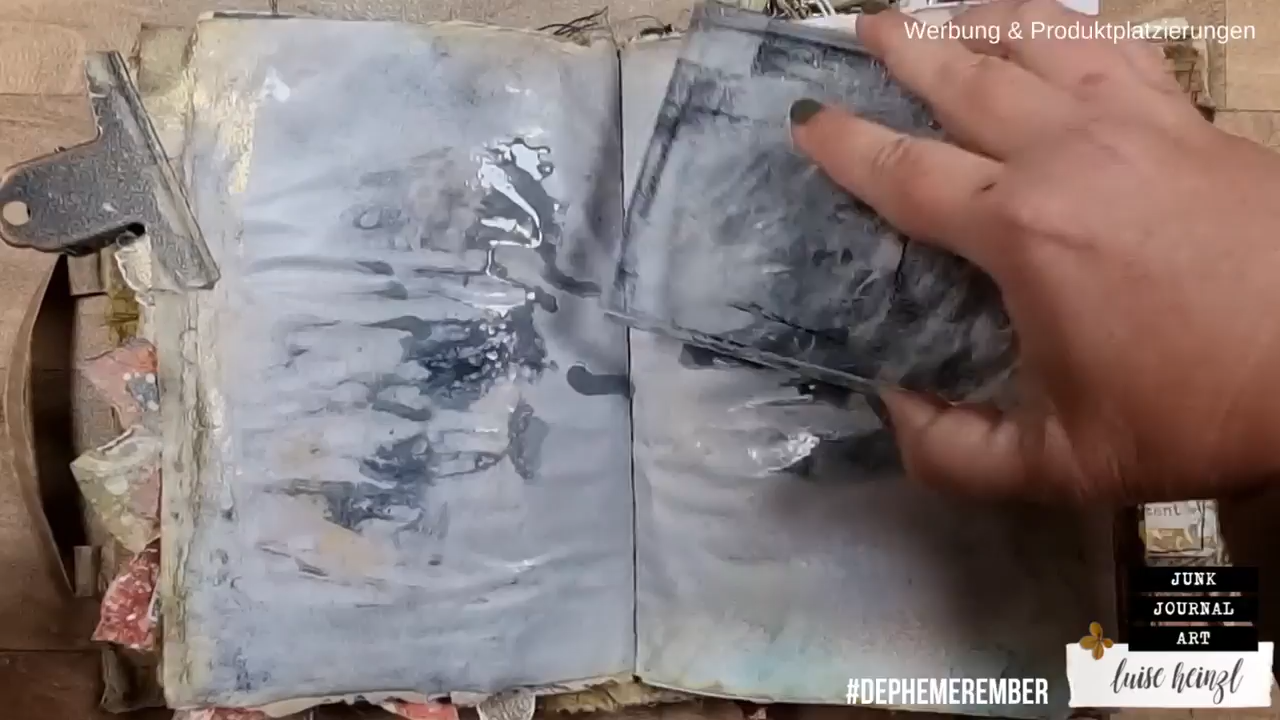 Werbung & Produktplatzierungen
JUNK
JOURNAL
ART
#DEPHEMEREMBER
luise heinzl